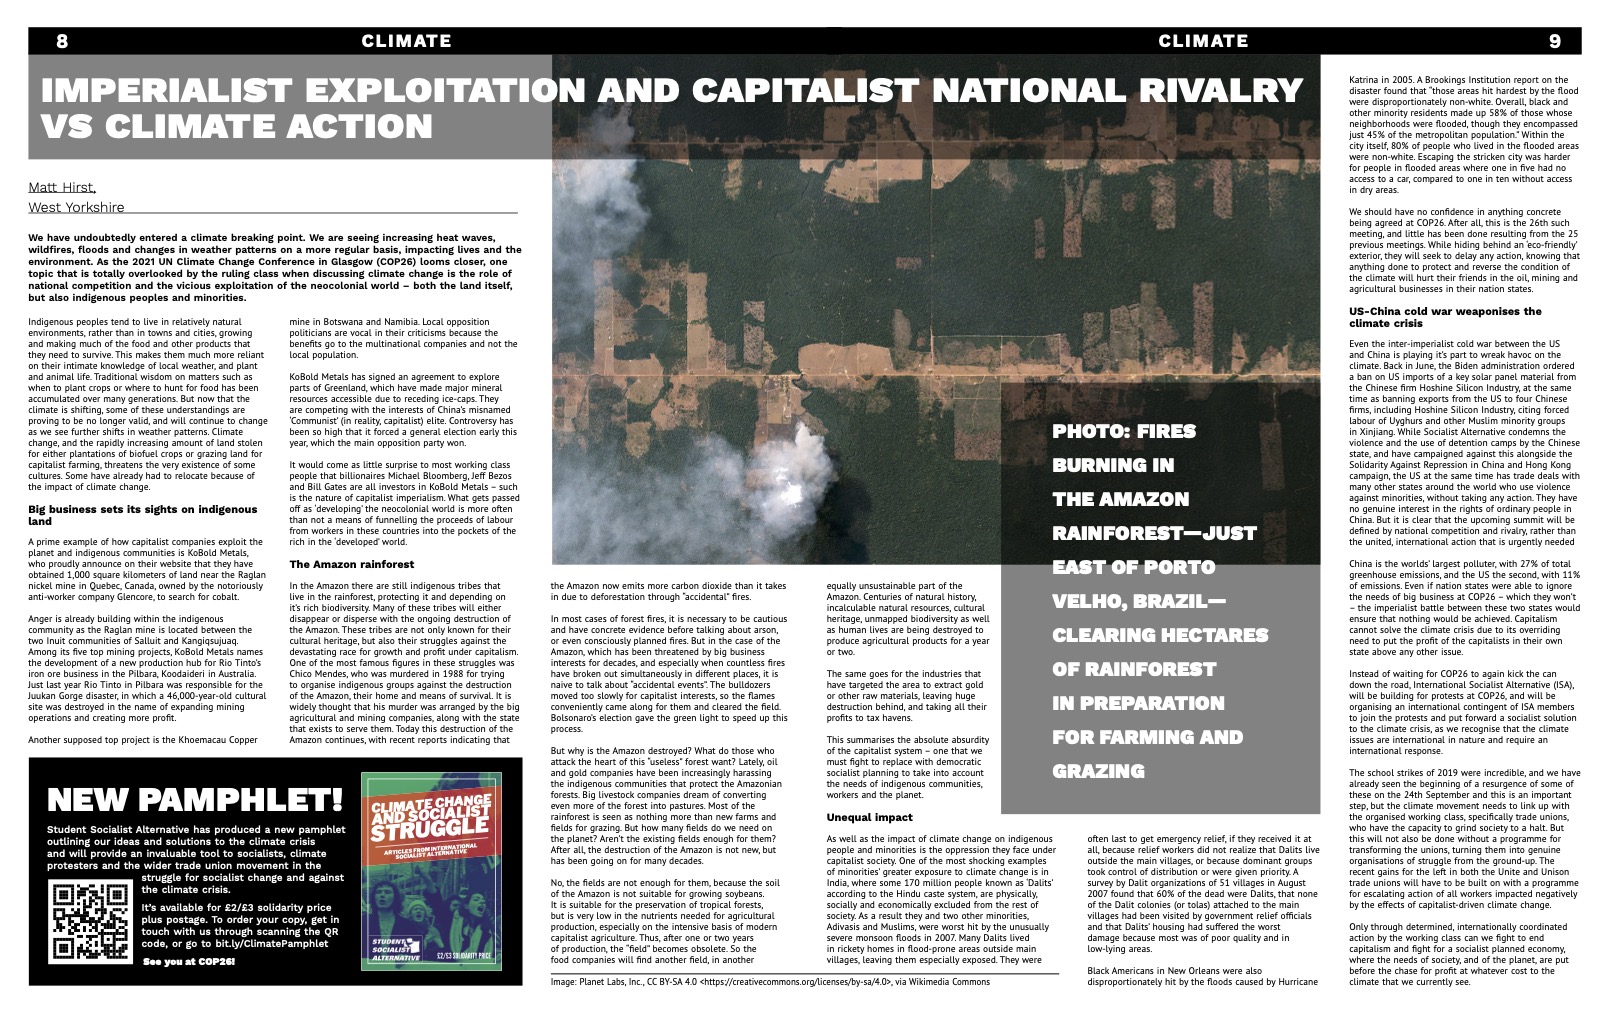 8
CLIMATE
CLIMATE
9
IMPERIALIST EXPLOITATION AND CAPITALIST NATIONAL RIVALRY
VS CLIMATE ACTION
Matt Hirst,
West Yorkshire
We have undoubtedly entered a climate breaking point. We are seeing increasing heat waves,
wildfires, floods and changes in weather patterns on a more regular basis, impacting lives and the
environment. As the 2021 UN Climate Change Conference in Glasgow (COP26) looms closer, one
topic that is totally overlooked by the ruling class when discussing climate change is the role of
national competition and the vicious exploitation of the neocolonial world – both the land itself,
but also indigenous peoples and minorities.
Indigenous peoples tend to live in relatively natural
environments, rather than in towns and cities, growing
and making much of the food and other products that
they need to survive. This makes them much more reliant
on their intimate knowledge of local weather, and plant
and animal life. Traditional wisdom on matters such as
when to plant crops or where to hunt for food has been
accumulated over many generations. But now that the
climate is shifting, some of these understandings are
proving to be no longer valid, and will continue to change
as we see further shifts in weather patterns. Climate
change, and the rapidly increasing amount of land stolen
for either plantations of biofuel crops or grazing land for
capitalist farming, threatens the very existence of some
cultures. Some have already had to relocate because of
the impact of climate change.
Big business sets its sights on indigenous
land
A prime example of how capitalist companies exploit the
planet and indigenous communities is KoBold Metals,
who proudly announce on their website that they have
obtained 1,000 square kilometers of land near the Raglan
nickel mine in Quebec, Canada, owned by the notoriously
anti-worker company Glencore, to search for cobalt.
Anger is already building within the indigenous
community as the Raglan mine is located between the
two Inuit communities of Salluit and Kangiqsujuaq.
Among its five top mining projects, KoBold Metals names
the development of a new production hub for Rio Tinto's
iron ore business in the Pilbara, Koodaideri in Australia.
Just last year Rio Tinto in Pilbara was responsible for the
Juukan Gorge disaster, in which a 46,000-year-old cultural
site was destroyed in the name of expanding mining
operations and creating more profit.
Another supposed top project is the Khoemacau Copper
mine in Botswana and Namibia. Local opposition
politicians are vocal in their criticisms because the
benefits go to the multinational companies and not the
local population.
KoBold Metals has signed an agreement to explore
parts of Greenland, which have made major mineral
resources accessible due to receding ice-caps. They
are competing with the interests of China's misnamed
'Communist' (in reality, capitalist) elite. Controversy has
been so high that it forced a general election early this
year, which the main opposition party won.
It would come as little surprise to most working class
people that billionaires Michael Bloomberg, Jeff Bezos
and Bill Gates are all investors in KoBold Metals – such
is the nature of capitalist imperialism. What gets passed
off as 'developing' the neocolonial world is more often
than not a means of funnelling the proceeds of labour
from workers in these countries into the pockets of the
rich in the 'developed' world.
The Amazon rainforest
In the Amazon there are still indigenous tribes that
live in the rainforest, protecting it and depending on
it's rich biodiversity. Many of these tribes will either
disappear or disperse with the ongoing destruction of
the Amazon. These tribes are not only known for their
cultural heritage, but also their struggles against the
devastating race for growth and profit under capitalism.
One of the most famous figures in these struggles was
Chico Mendes, who was murdered in 1988 for trying
to organise indigenous groups against the destruction
of the Amazon, their home and means of survival. It is
widely thought that his murder was arranged by the big
agricultural and mining companies, along with the state
that exists to serve them. Today this destruction of the
Amazon continues, with recent reports indicating that
NEW PAMPHLET!
Student Socialist Alternative has produced a new pamphlet
outlining our ideas and solutions to the climate crisis
and will provide an invaluable tool to socialists, climate
protesters and the wider trade union movement in the
struggle for socialist change and against
the climate crisis.
It's available for £2/£3 solidarity price
plus postage. To order your copy, get in
touch with us through scanning the QR
code, or go to bit.ly/ClimatePamphlet
See you at COP26!
CLIMATE CHANGE
AND SOCIALIST
STRUGGLE
ARTICLES FROM INTERNATIONAL
SOCIALIST ALTERNATIVE
STUDENT
SOCIALIST
ALTERNATIVE
£2/£3 SOLIDARITY PRICE
the Amazon now emits more carbon dioxide than it takes
in due to deforestation through "accidental" fires.
In most cases of forest fires, it is necessary to be cautious
and have concrete evidence before talking about arson,
or even consciously planned fires. But in the case of the
Amazon, which has been threatened by big business
interests for decades, and especially when countless fires
have broken out simultaneously in different places, it is
naive to talk about "accidental events". The bulldozers
moved too slowly for capitalist interests, so the flames
conveniently came along for them and cleared the field.
Bolsonaro's election gave the green light to speed up this
process.
But why is the Amazon destroyed? What do those who
attack the heart of this "useless" forest want? Lately, oil
and gold companies have been increasingly harassing
the indigenous communities that protect the Amazonian
forests. Big livestock companies dream of converting
even more of the forest into pastures. Most of the
rainforest is seen as nothing more than new farms and
fields for grazing. But how many fields do we need on
the planet? Aren't the existing fields enough for them?
After all, the destruction of the Amazon is not new, but
has been going on for many decades.
No, the fields are not enough for them, because the soil
of the Amazon is not suitable for growing soybeans.
It is suitable for the preservation of tropical forests,
but is very low in the nutrients needed for agricultural
production, especially on the intensive basis of modern
capitalist agriculture. Thus, after one or two years
of production, the "field" becomes obsolete. So the
food companies will find another field, in another
equally unsustainable part of the
Amazon. Centuries of natural history,
incalculable natural resources, cultural
heritage, unmapped biodiversity as well
as human lives are being destroyed to
produce agricultural products for a year
or two.
The same goes for the industries that
have targeted the area to extract gold
or other raw materials, leaving huge
destruction behind, and taking all their
profits to tax havens.
This summarises the absolute absurdity
of the capitalist system – one that we
must fight to replace with democratic
socialist planning to take into account
the needs of indigenous communities,
workers and the planet.
Unequal impact
As well as the impact of climate change on indigenous
people and minorities is the oppression they face under
capitalist society. One of the most shocking examples
of minorities' greater exposure to climate change is in
India, where some 170 million people known as 'Dalits'
according to the Hindu caste system, are physically,
socially and economically excluded from the rest of
society. As a result they and two other minorities,
Adivasis and Muslims, were worst hit by the unusually
severe monsoon floods in 2007. Many Dalits lived
in rickety homes in flood-prone areas outside main
villages, leaving them especially exposed. They were
Image: Planet Labs, Inc., CC BY-SA 4.0 <https://creativecommons.org/licenses/by-sa/4.0>, via Wikimedia Commons
PHOTO: FIRES
BURNING IN
THE AMAZON
RAINFOREST—JUST
EAST OF PORTO
VELHO, BRAZIL—
CLEARING HECTARES
OF RAINFOREST
IN PREPARATION
FOR FARMING AND
GRAZING
often last to get emergency relief, if they received it at
all, because relief workers did not realize that Dalits live
outside the main villages, or because dominant groups
took control of distribution or were given priority. A
survey by Dalit organizations of 51 villages in August
2007 found that 60% of the dead were Dalits, that none
of the Dalit colonies (or tolas) attached to the main
villages had been visited by government relief officials
and that Dalits' housing had suffered the worst
damage because most was of poor quality and in
low-lying areas.
Black Americans in New Orleans were also
disproportionately hit by the floods caused by Hurricane
Katrina in 2005. A Brookings Institution report on the
disaster found that "those areas hit hardest by the flood
were disproportionately non-white. Overall, black and
other minority residents made up 58% of those whose
neighborhoods were flooded, though they encompassed
just 45% of the metropolitan population." Within the
city itself, 80% of people who lived in the flooded areas
were non-white. Escaping the stricken city was harder
for people in flooded areas where one in five had no
access to a car, compared to one in ten without access
in dry areas.
We should have no confidence in anything concrete
being agreed at COP26. After all, this is the 26th such
meeting, and little has been done resulting from the 25
previous meetings. While hiding behind an 'eco-friendly'
exterior, they will seek to delay any action, knowing that
anything done to protect and reverse the condition of
the climate will hurt their friends in the oil, mining and
agricultural businesses in their nation states.
US-China cold war weaponises the
climate crisis
Even the inter-imperialist cold war between the US
and China is playing it's part to wreak havoc on the
climate. Back in June, the Biden administration ordered
a ban on US imports of a key solar panel material from
the Chinese firm Hoshine Silicon Industry, at the same
time as banning exports from the US to four Chinese
firms, including Hoshine Silicon Industry, citing forced
labour of Uyghurs and other Muslim minority groups
in Xinjiang. While Socialist Alternative condemns the
violence and the use of detention camps by the Chinese
state, and have campaigned against this alongside the
Solidarity Against Repression in China and Hong Kong
campaign, the US at the same time has trade deals with
many other states around the world who use violence
against minorities, without taking any action. They have
no genuine interest in the rights of ordinary people in
China. But it is clear that the upcoming summit will be
defined by national competition and rivalry, rather than
the united, international action that is urgently needed
China is the worlds' largest polluter, with 27% of total
greenhouse emissions, and the US the second, with 11%
of emissions. Even if nation states were able to ignore
the needs of big business at COP26 – which they won't
– the imperialist battle between these two states would
ensure that nothing would be achieved. Capitalism
cannot solve the climate crisis due to its overriding
need to put the profit of the capitalists in their own
state above any other issue.
Instead of waiting for COP26 to again kick the can
down the road, International Socialist Alternative (ISA),
will be building for protests at COP26, and will be
organising an international contingent of ISA members
to join the protests and put forward a socialist solution
to the climate crisis, as we recognise that the climate
issues are international in nature and require an
international response.
The school strikes of 2019 were incredible, and we have
already seen the beginning of a resurgence of some of
these on the 24th September and this is an important
step, but the climate movement needs to link up with
the organised working class, specifically trade unions,
who have the capacity to grind society to a halt. But
this will not also be done without a programme for
transforming the unions, turning them into genuine
organisations of struggle from the ground-up. The
recent gains for the left in both the Unite and Unison
trade unions will have to be built on with a programme
for escalating action of all workers impacted negatively
by the effects of capitalist-driven climate change.
Only through determined, internationally coordinated
action by the working class can we fight to end
capitalism and fight for a socialist planned economy,
where the needs of society, and of the planet, are put
before the chase for profit at whatever cost to the
climate that we currently see.